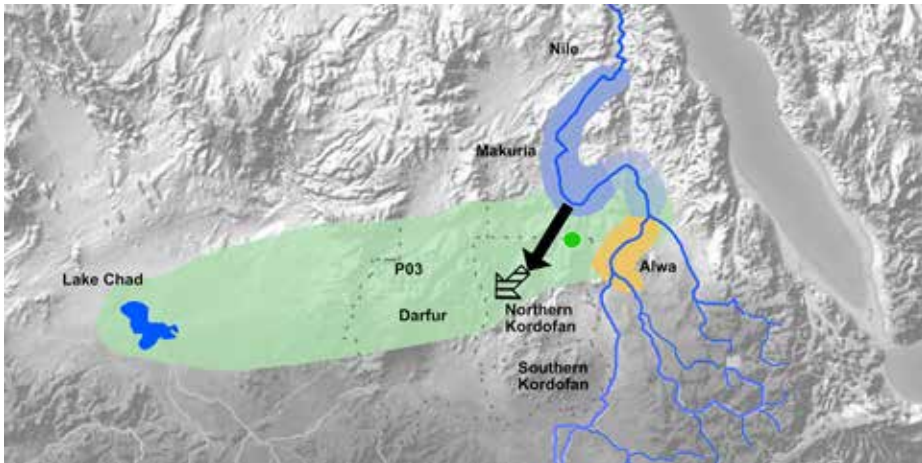 Nile
Makuria
Lake Chad
P03
Alwa
Darfur
Northern
Kordofan
Southern
Kordofan